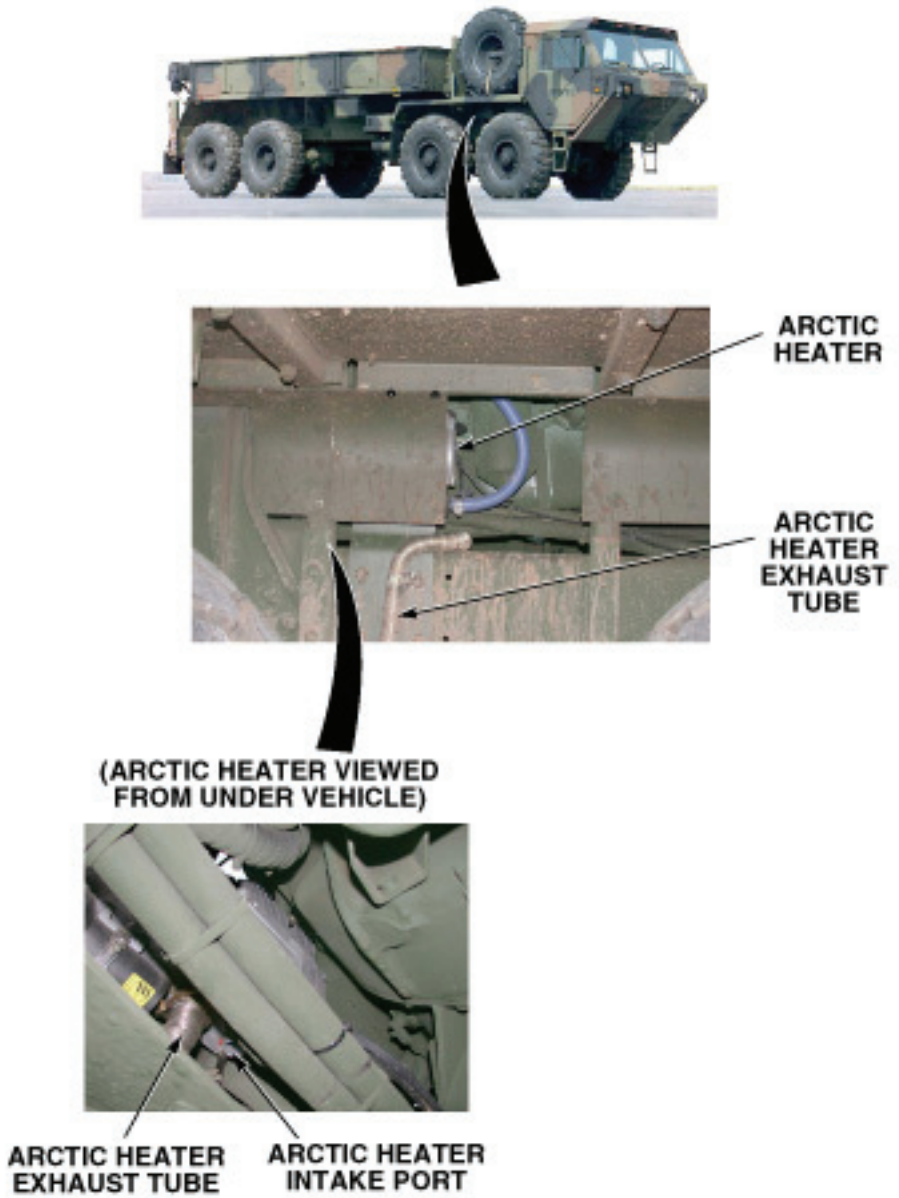 ARCTIC
HEATER
ARCTIC
HEATER
EXHAUST
TUBE
(ARCTIC HEATER VIEWED
FROM UNDER VEHICLE)
ARCTIC HEATER
EXHAUST TUBE
ARCTIC HEATER
INTAKE PORT